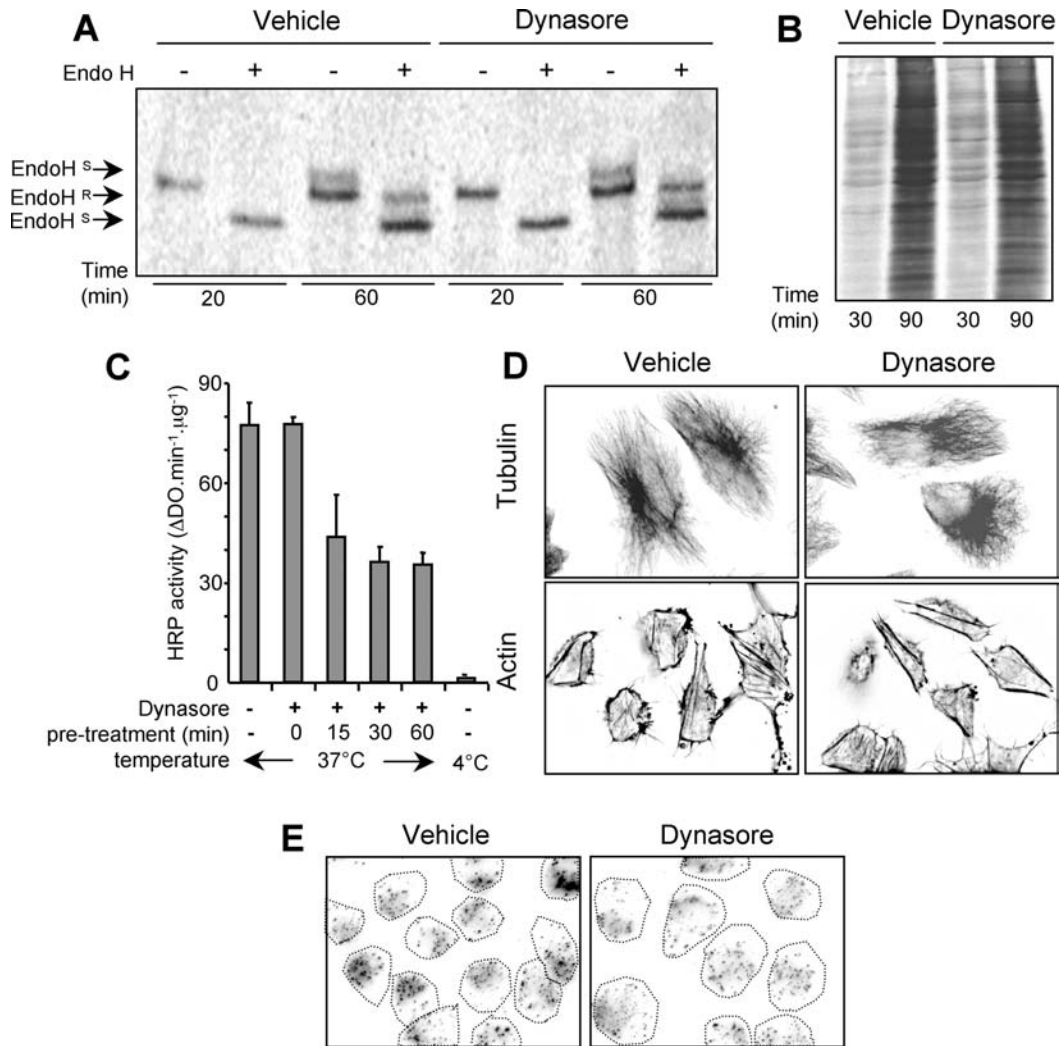 A
Vehicle Dynasore
Endo H - + - + - + - +
EndoH S
EndoH R
EndoH S
Time
(min)
20 60 20 60
B
Vehicle Dynasore
Time
(min) 30 90 30 90
C
HRP activity (ΔDO.min-1.µg-1)
90
60
30
0
Dynasore - + + + + -
pre-treatment (min) - 0 15 30 60 -
temperature 37°C 4°C
D
Vehicle Dynasore
Tubulin
Actin
E
Vehicle Dynasore